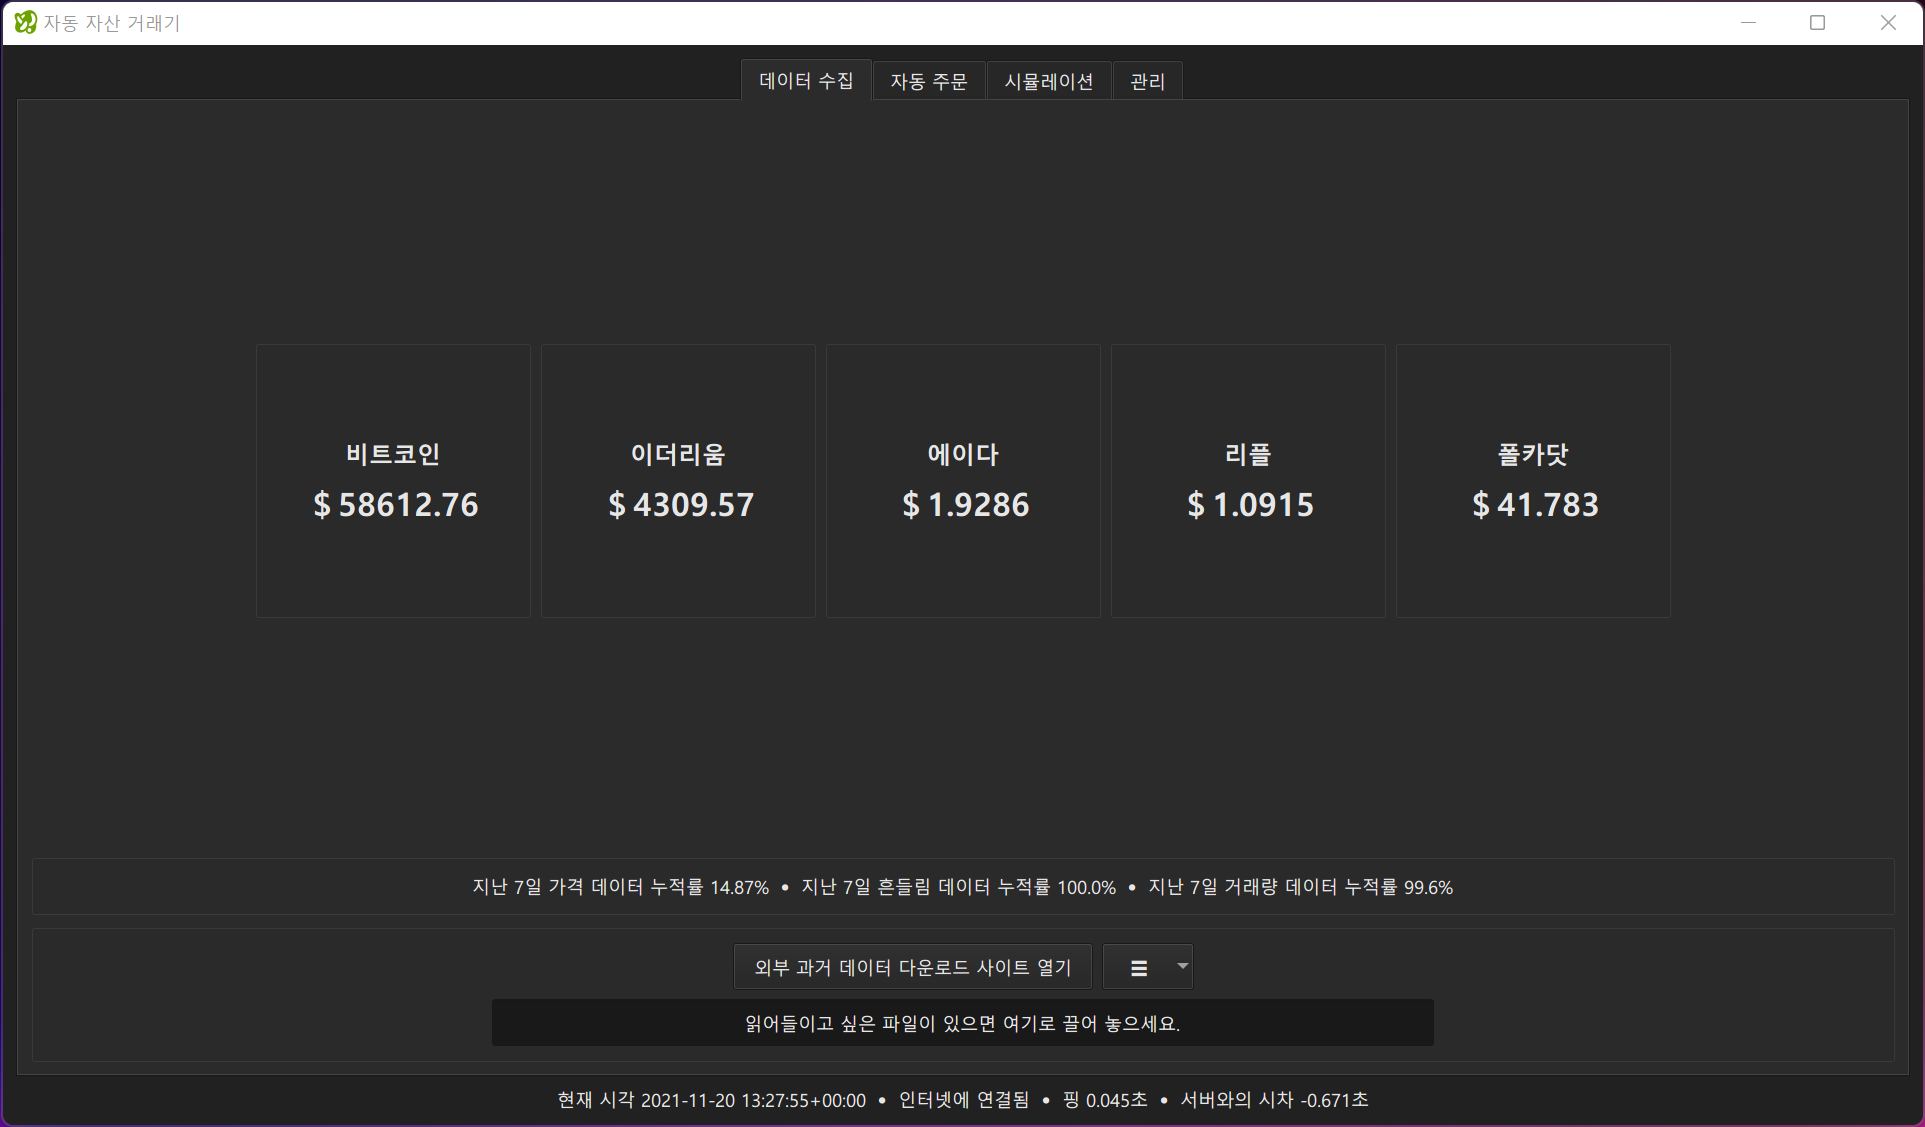 자동 자산 거래기
데이터 수집
자동 주문
시뮬레이션
관리
비트코인
$ 58612.76
이더리움
$ 4309.57
에이다
$ 1.9286
리플
$ 1.0915
폴카닷
$ 41.783
지난 7일 가격 데이터 누적률 14.87% • 지난 7일 흔들림 데이터 누적률 100.0% • 지난 7일 거래량 데이터 누적률 99.6%
외부 과거 데이터 다운로드 사이트 열기
읽어들이고 싶은 파일이 있으면 여기로 끌어 놓으세요.
현재 시각 2021-11-20 13:27:55+00:00 • 인터넷에 연결됨 • 핑 0.045초 • 서버와의 시차 -0.671초